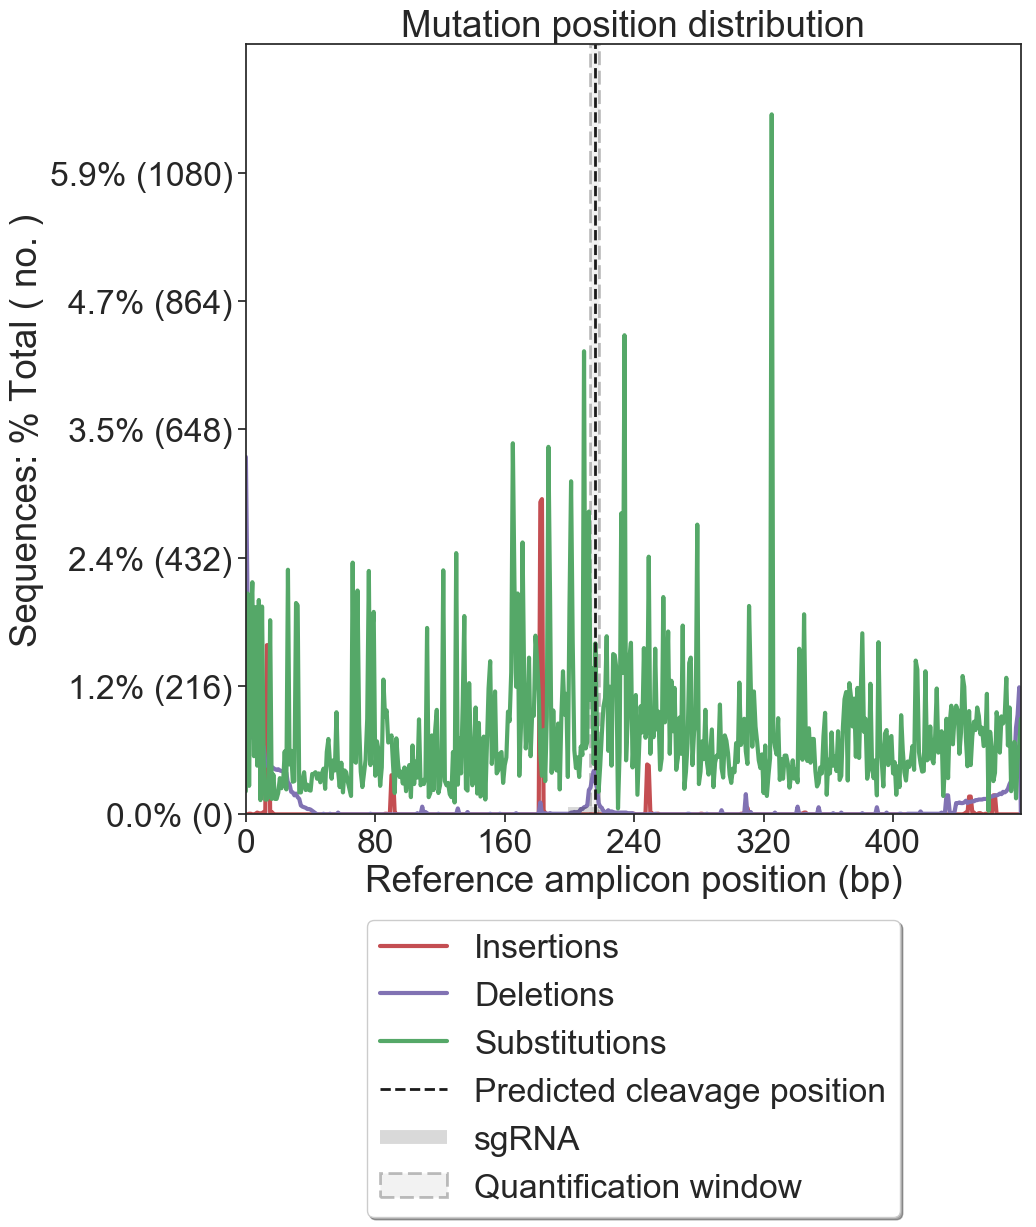 Mutation position distribution
Sequences: % Total ( no. )
5.9% (1080)
4.7% (864)
3.5% (648)
2.4% (432)
1.2% (216)
0.0% (0)
0 80 160 240 320 400
Reference amplicon position (bp)
Insertions
Deletions
Substitutions
Predicted cleavage position
sgRNA
Quantification window